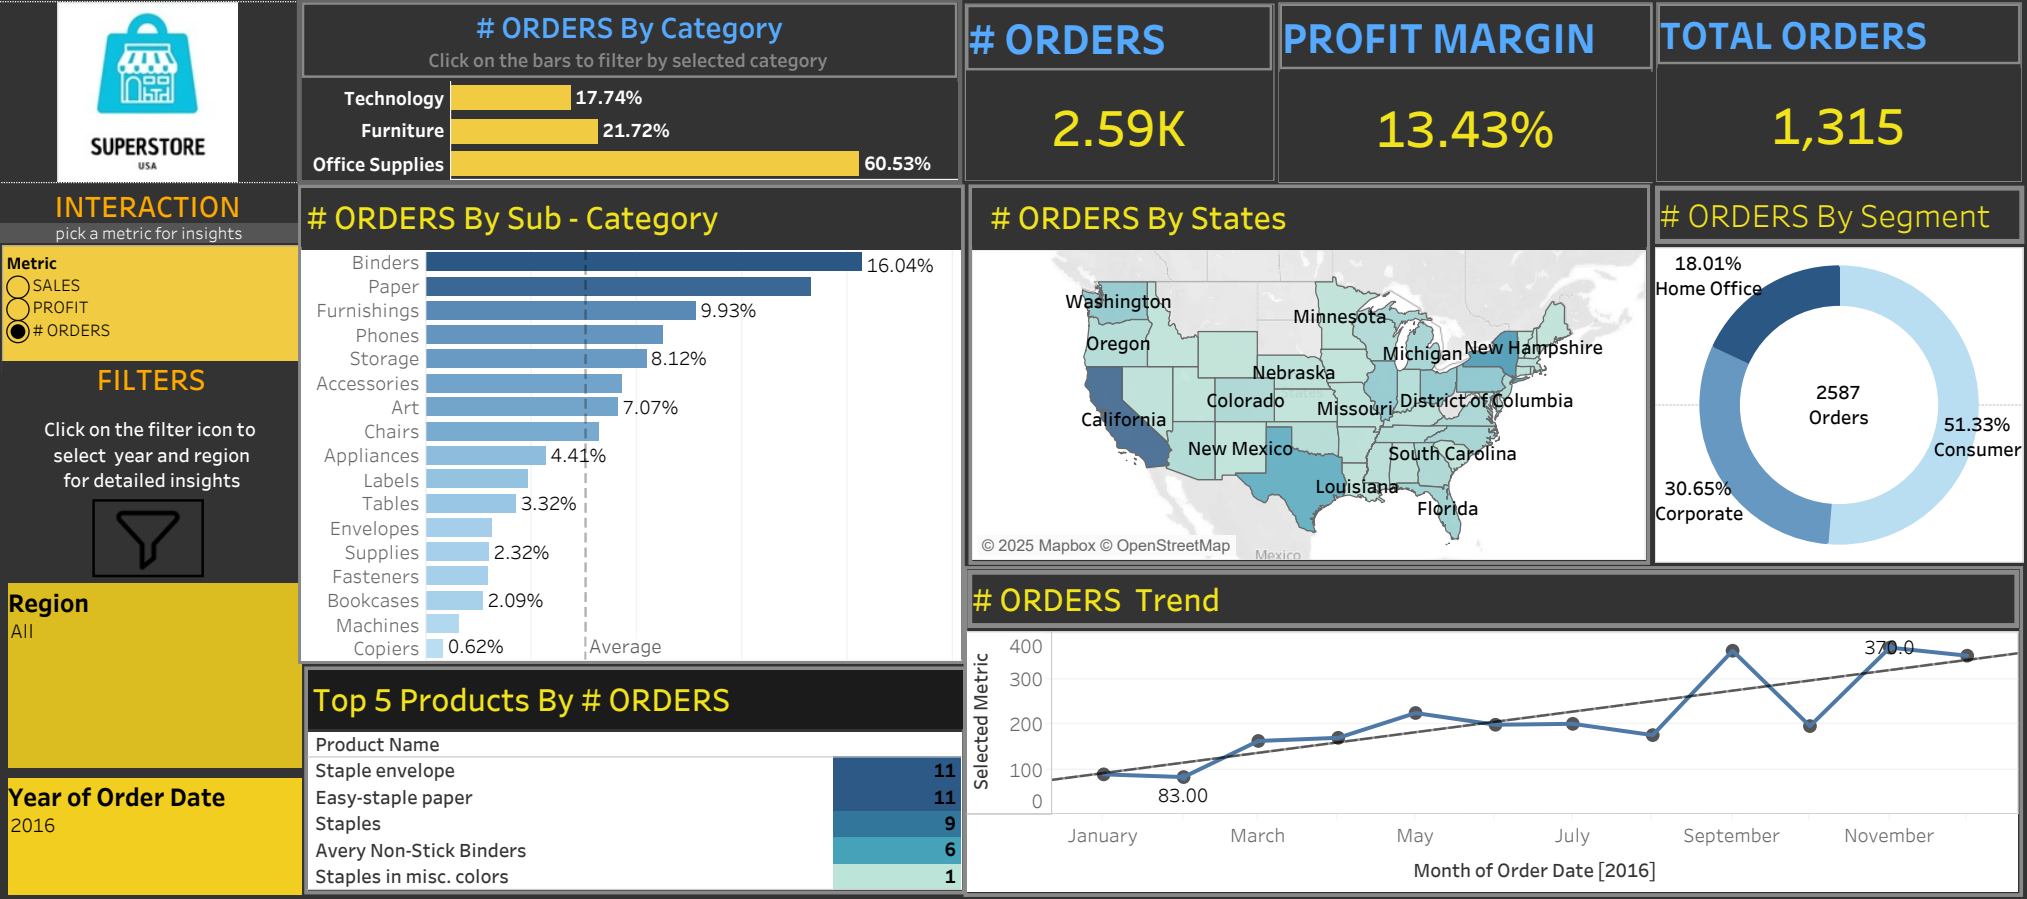 SUPERSTORE
USA
INTERACTION
pick a metric for insights
Metric
SALES
PROFIT
# ORDERS
FILTERS
Click on the filter icon to
select year and region
for detailed insights
Region
All
Year of Order Date
2016
# ORDERS By Category
Click on the bars to filter by selected category
Technology 17.74%
Furniture 21.72%
Office Supplies 60.53%
# ORDERS
2.59K
PROFIT MARGIN
13.43%
TOTAL ORDERS
1,315
# ORDERS By Sub - Category
Binders 16.04%
Paper
Furnishings 9.93%
Phones
Storage 8.12%
Accessories
Art 7.07%
Chairs
Appliances 4.41%
Labels
Tables 3.32%
Envelopes
Supplies 2.32%
Fasteners
Bookcases 2.09%
Machines
Copiers 0.62%
Average
# ORDERS By States
Washington
Minnesota
Oregon
Michigan
New Hampshire
Nebraska
Colorado
Missouri
District of Columbia
California
New Mexico
South Carolina
Louisiana
Florida
© 2025 Mapbox © OpenStreetMap
Mexico
# ORDERS By Segment
18.01%
Home Office
2587
Orders
51.33%
Consumer
30.65%
Corporate
Top 5 Products By # ORDERS
Product Name
Staple envelope 11
Easy-staple paper 11
Staples 9
Avery Non-Stick Binders 6
Staples in misc. colors 1
# ORDERS Trend
Selected Metric
400
300
200
100
0
370.0
83.00
January March May July September November
Month of Order Date [2016]